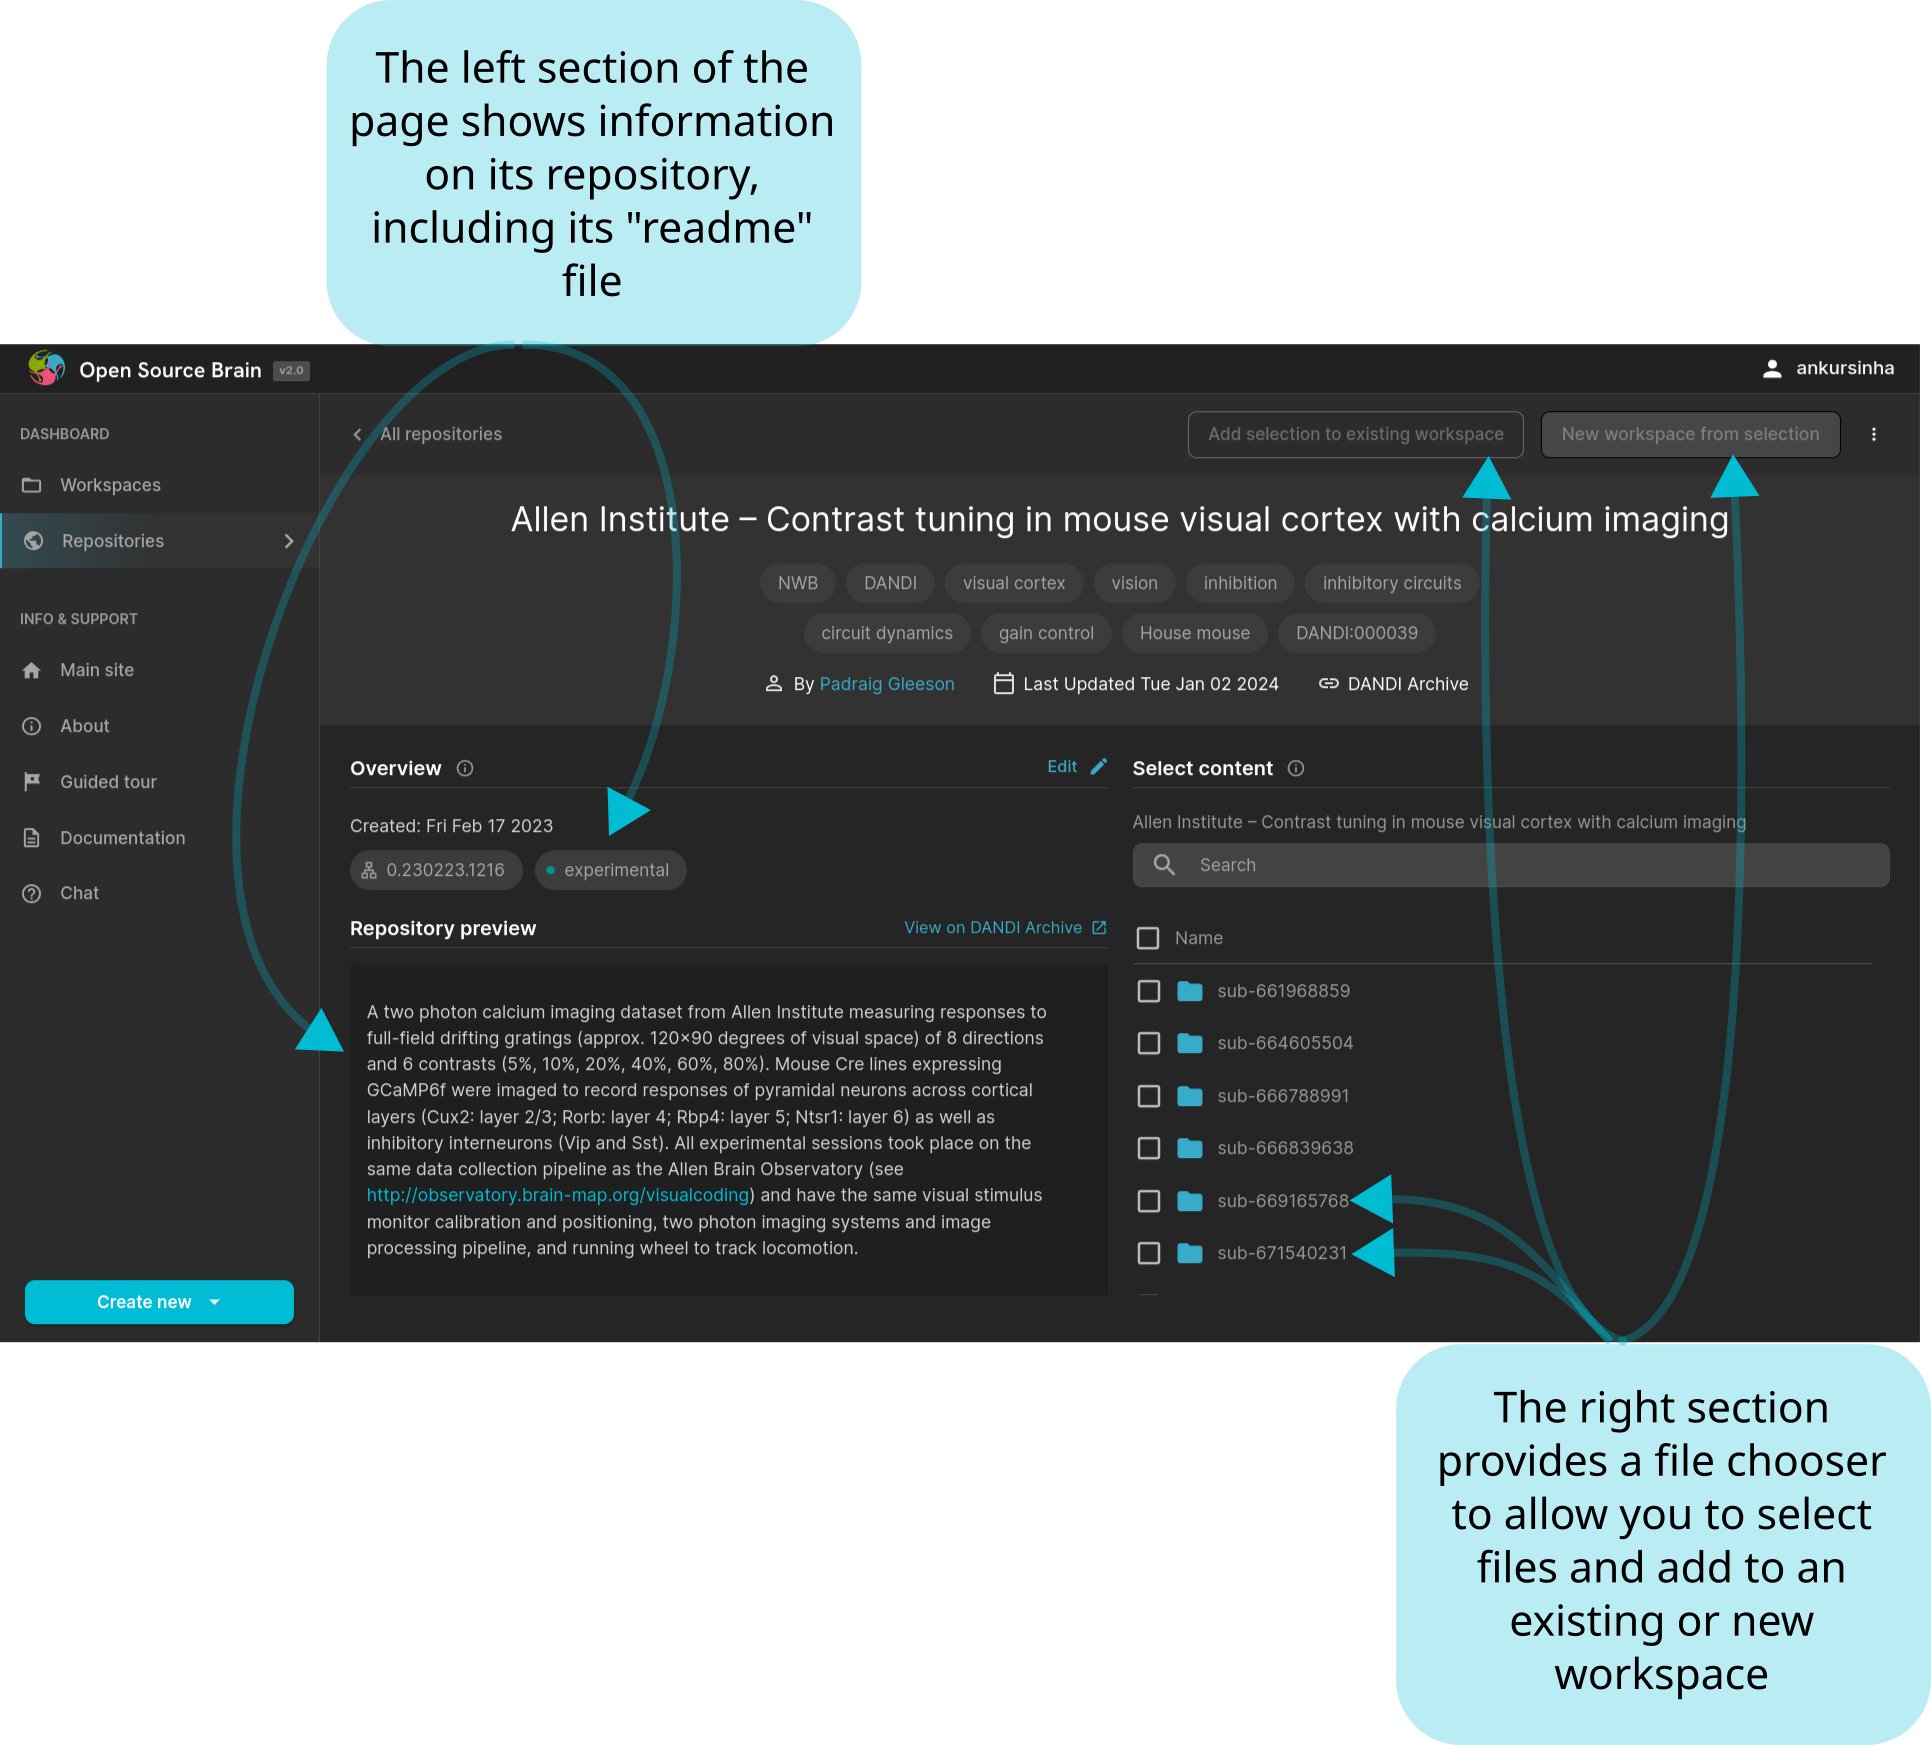 The left section of the
page shows information
on its repository,
including its "readme"
file
Open Source Brain v2.0
ankursinha
DASHBOARD
Workspaces
Repositories
INFO & SUPPORT
Main site
About
Guided tour
Documentation
Chat
Create new
All repositories
Add selection to existing workspace
New workspace from selection
Allen Institute – Contrast tuning in mouse visual cortex with calcium imaging
NWB DANDI visual cortex vision inhibition inhibitory circuits
circuit dynamics gain control House mouse DANDI:000039
By Padraig Gleeson Last Updated Tue Jan 02 2024 DANDI Archive
Overview Edit
Created: Fri Feb 17 2023
0.230223.1216 experimental
Repository preview View on DANDI Archive
A two photon calcium imaging dataset from Allen Institute measuring responses to
full-field drifting gratings (approx. 120×90 degrees of visual space) of 8 directions
and 6 contrasts (5%, 10%, 20%, 40%, 60%, 80%). Mouse Cre lines expressing
GCaMP6f were imaged to record responses of pyramidal neurons across cortical
layers (Cux2: layer 2/3; Rorb: layer 4; Rbp4: layer 5; Ntsr1: layer 6) as well as
inhibitory interneurons (Vip and Sst). All experimental sessions took place on the
same data collection pipeline as the Allen Brain Observatory (see
http://observatory.brain-map.org/visualcoding) and have the same visual stimulus
monitor calibration and positioning, two photon imaging systems and image
processing pipeline, and running wheel to track locomotion.
Select content
Allen Institute – Contrast tuning in mouse visual cortex with calcium imaging
Search
Name
sub-661968859
sub-664605504
sub-666788991
sub-666839638
sub-669165768
sub-671540231
The right section
provides a file chooser
to allow you to select
files and add to an
existing or new
workspace